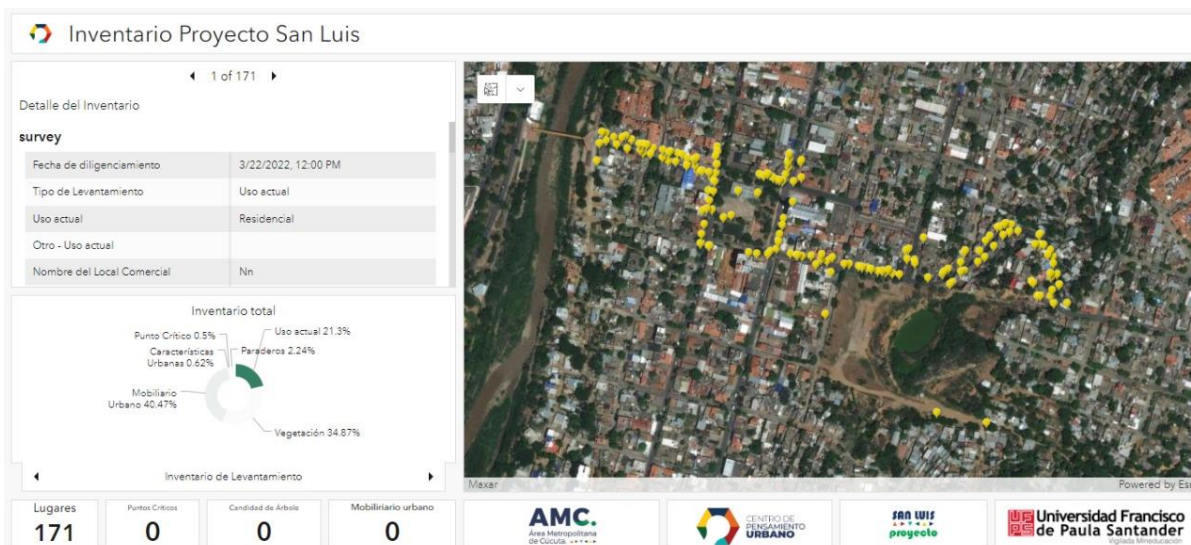 Inventario Proyecto San Luis
1 of 171
Detalle del Inventario
survey
Fecha de diligenciamiento 3/22/2022, 12:00 PM
Tipo de Levantamiento Uso actual
Uso actual Residencial
Otro - Uso actual
Nombre del Local Comercial Nn
Inventario total
Punto Crítico 0.5%
Uso actual 21.3%
Características
Urbanas 0.62%
Paraderos 2.24%
Mobiliario
Urbano 40.47%
Vegetación 34.87%
Inventario de Levantamiento
Maxar
Powered by Es
Lugares
171
Puntos Críticos
0
Candidad de Árbole
0
Mobiliriario urbano
0
AMC.
Área Metropolitana
de Cúcuta.
CENTRO DE
PENSAMIENTO
URBANO
SAN LUIS
proyecto
UFPS
Universidad Francisco
de Paula Santander
Vigilada Mineducación